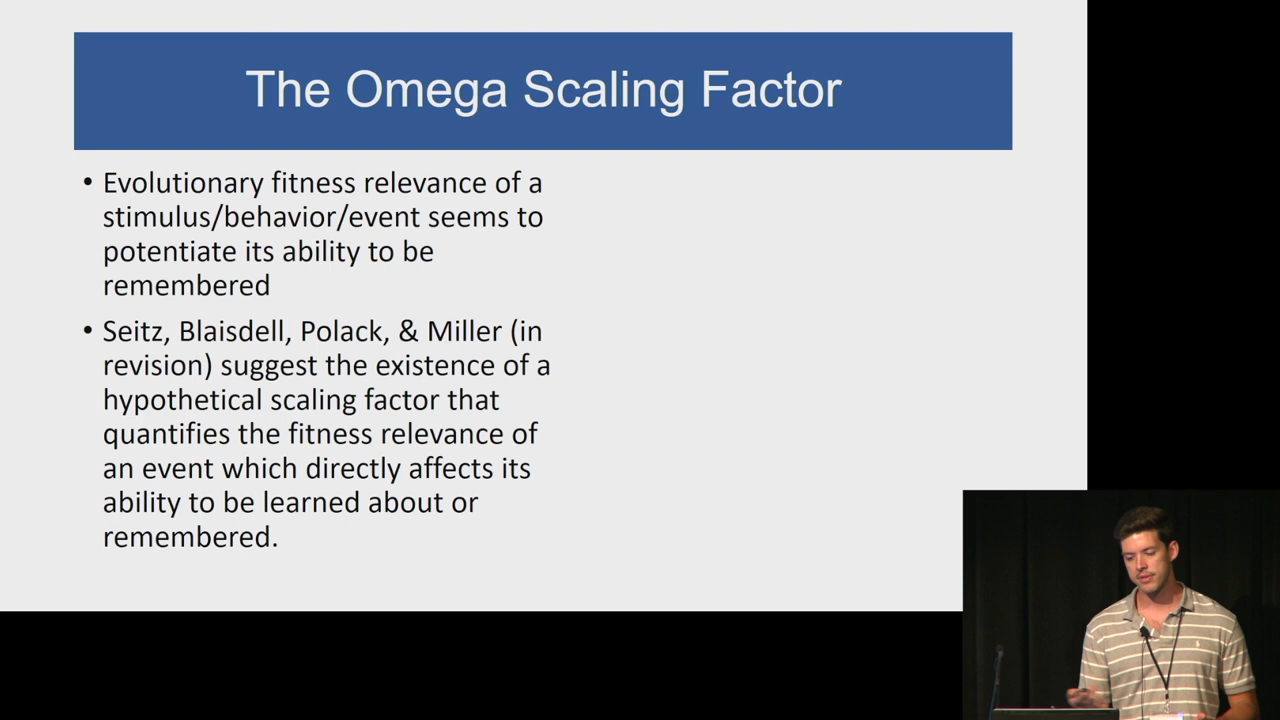 The Omega Scaling Factor
• Evolutionary fitness relevance of a
stimulus/behavior/event seems to
potentiate its ability to be
remembered
• Seitz, Blaisdell, Polack, & Miller (in
revision) suggest the existence of a
hypothetical scaling factor that
quantifies the fitness relevance of
an event which directly affects its
ability to be learned about or
remembered.